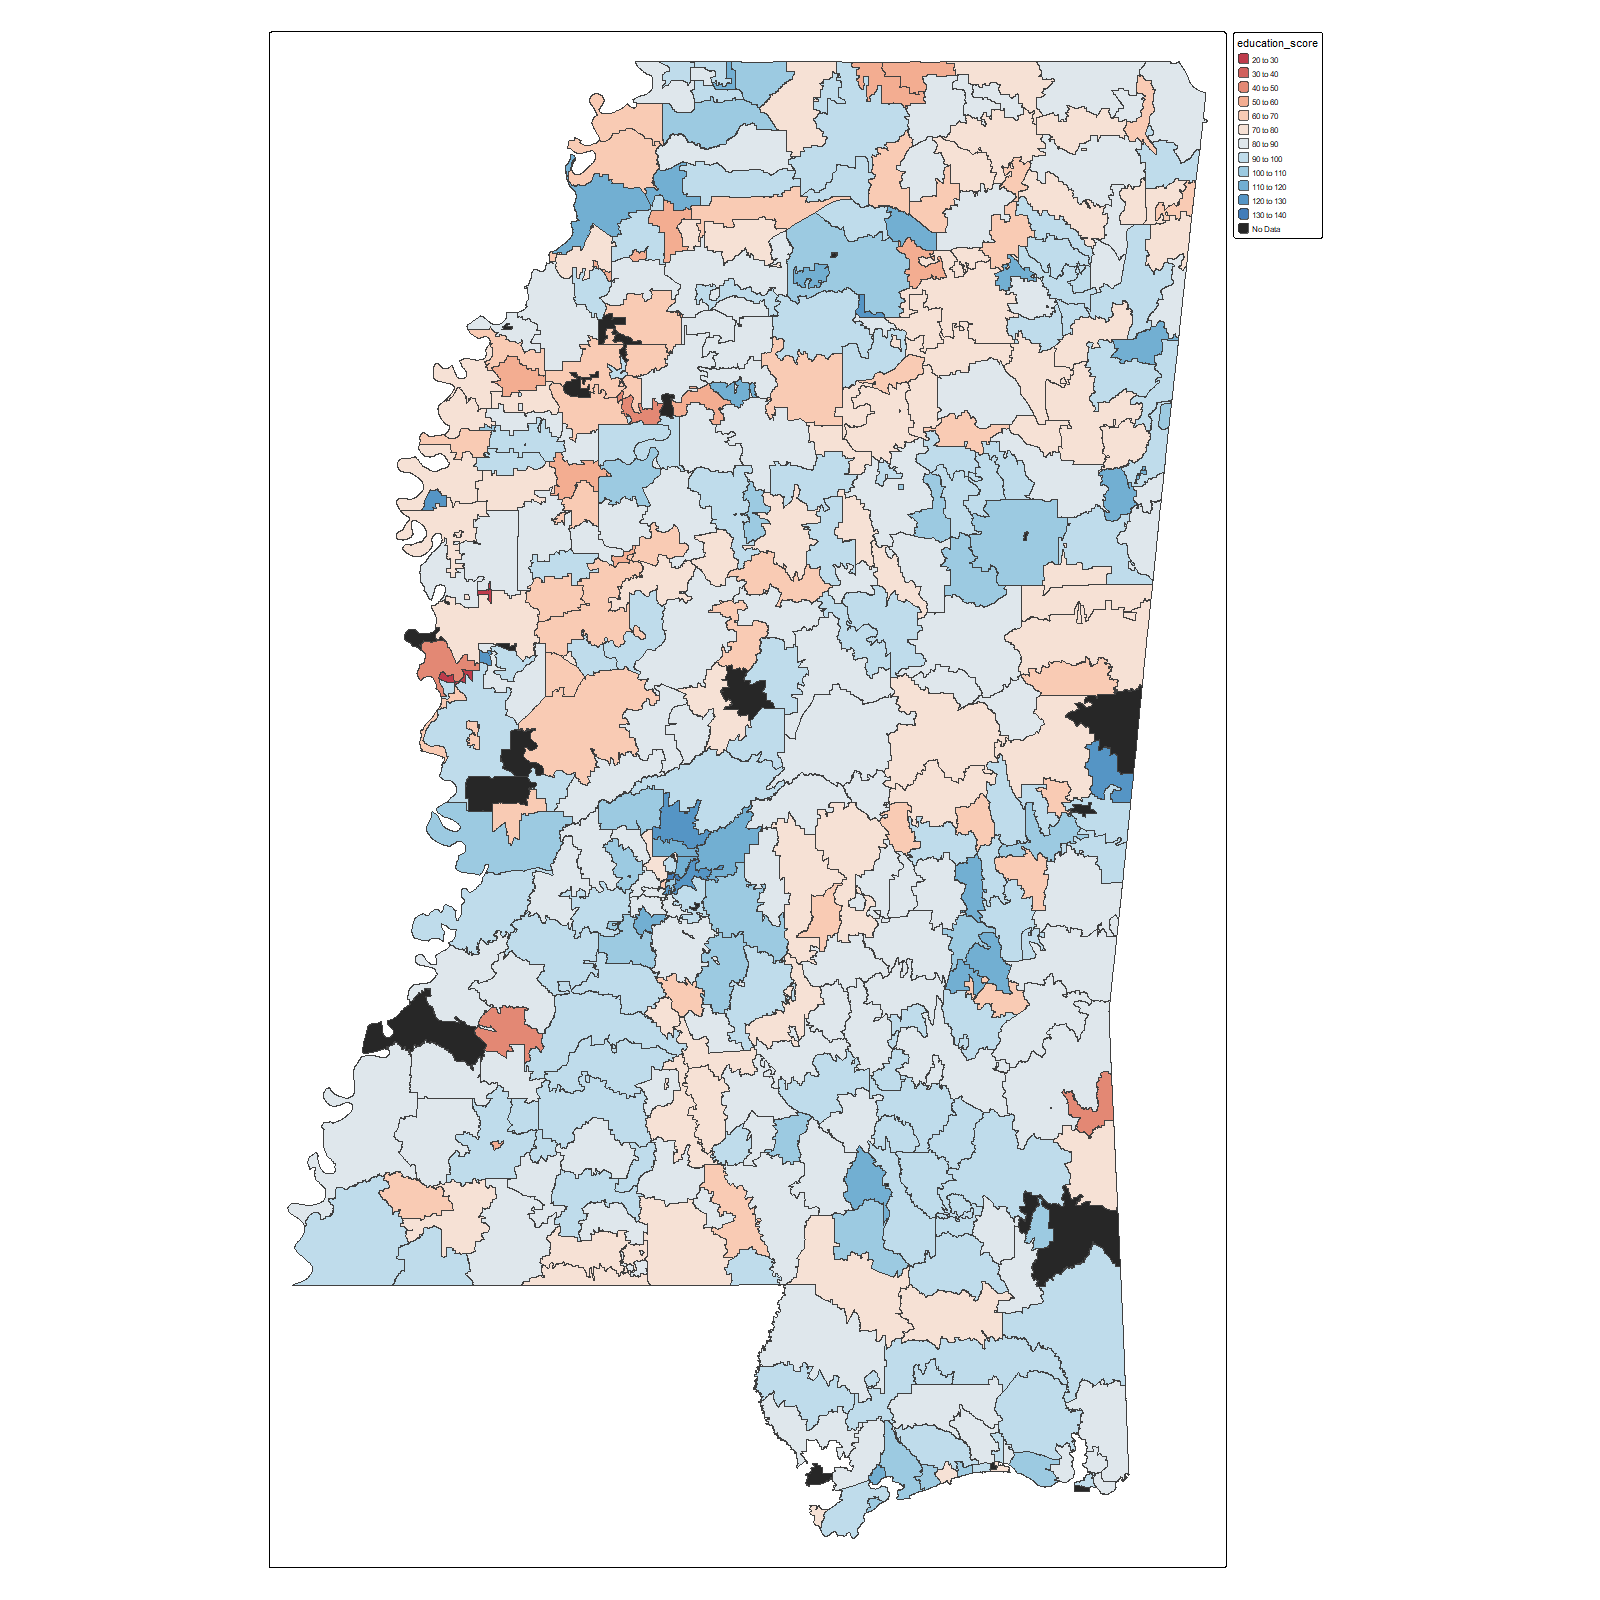 education_score
20 to 30
30 to 40
40 to 50
50 to 60
60 to 70
70 to 80
80 to 90
90 to 100
100 to 110
110 to 120
120 to 130
130 to 140
No Data